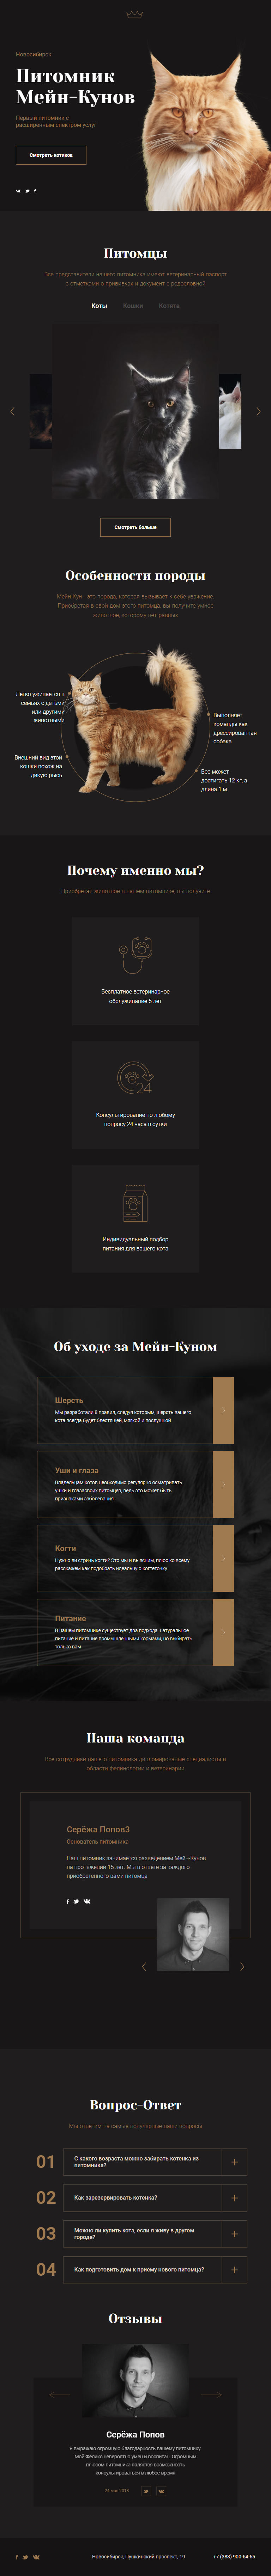 Новосибирск
Питомник
Мейн-Кунов
Первый питомник с
расширенным спектром услуг
Смотреть котиков
Питомцы
Все представители нашего питомника имеют ветеринарный паспорт
с отметками о прививках и документ с родословной
Коты Кошки Котята
Смотреть больше
Особенности породы
Мейн-Кун - это порода, которая вызывает к себе уважение.
Приобретая в свой дом этого питомца, вы получите умное
животное, которому нет равных.
Легко уживается в
семьях с детьми
или другими
животными
Выполняет
команды как
дрессированная
собака
Внешний вид этой
кошки похож на
дикую рысь
Вес может
достигать 12 кг, а
длина 1 м
Почему именно мы?
Приобретая животное в нашем питомнике, вы получите
Бесплатное ветеринарное
обслуживание 5 лет
24
Консультирование по любому
вопросу 24 часа в сутки
Индивидуальный подбор
питания для вашего кота
Об уходе за Мейн-Куном
Шерсть
Мы разработали 8 правил, следуя которым, шерсть вашего
кота всегда будет блестящей, мягкой и послушной
Уши и глаза
Владельцам котов необходимо регулярно осматривать
ушки и глаза своих питомцев, ведь это может быть
признаками заболевания
Когти
Нужно ли стричь когти? Это мы и выясним, плюс ко всему
расскажем как подобрать идеальную когтеточку
Питание
В нашем питомнике существует два подхода: натуральное
питание и питание промышленными кормами, но выбирать
только вам
Наша команда
Все сотрудники нашего питомника дипломированые специалисты в
области фелинологии и ветеринарии
Серёжа Попов3
Основатель питомника
Наш питомник занимается разведением Мейн-Кунов
на протяжении 15 лет. Мы в ответе за каждого
приобретенного вами питомца
Вопрос-Ответ
Мы ответим на самые популярные ваши вопросы
01 С какого возраста можно забирать котенка из
питомника?
02 Как зарезервировать котенка?
03 Можно ли купить кота, если я живу в другом
городе?
04 Как подготовить дом к приему нового питомца?
Отзывы
Серёжа Попов
Я выражаю огромную благодарность вашему питомнику.
Мой Феликс невероятно умен и воспитан. Огромным
плюсом питомника является возможность
консультироваться в любое время
24 мая 2018
Новосибирск, Пушкинский проспект, 19
+7 (383) 900-64-65